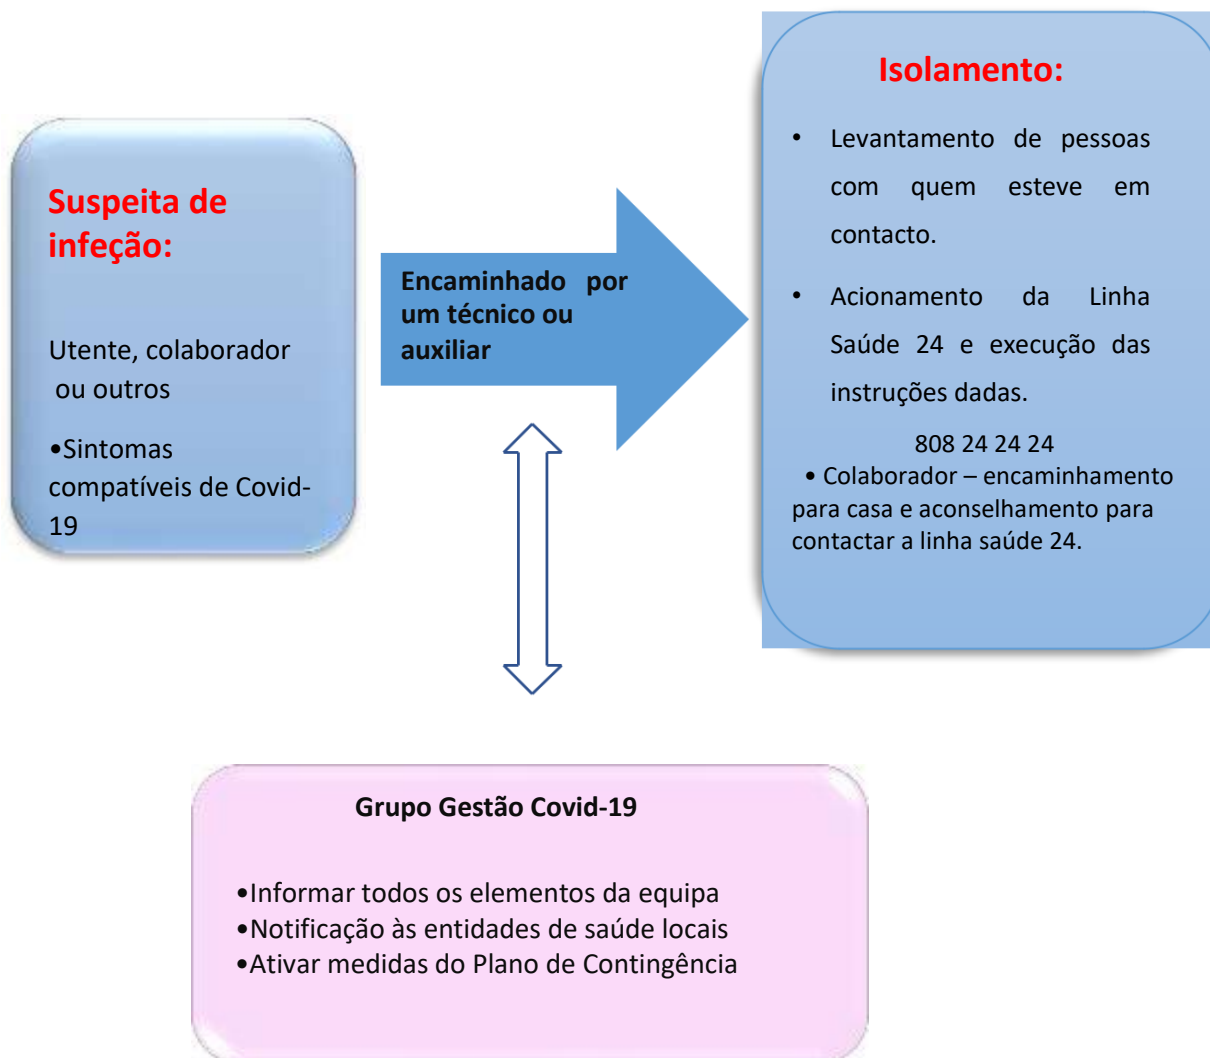 Suspeita de
infeção:
Utente, colaborador
ou outros
•Sintomas
compatíveis de Covid-
19
Encaminhado por
um técnico ou
auxiliar
Isolamento:
• Levantamento de pessoas
com quem esteve em
contacto.
• Acionamento da Linha
Saúde 24 e execução das
instruções dadas.
808 24 24 24
• Colaborador – encaminhamento
para casa e aconselhamento para
contactar a linha saúde 24.
Grupo Gestão Covid-19
•Informar todos os elementos da equipa
•Notificação às entidades de saúde locais
•Ativar medidas do Plano de Contingência